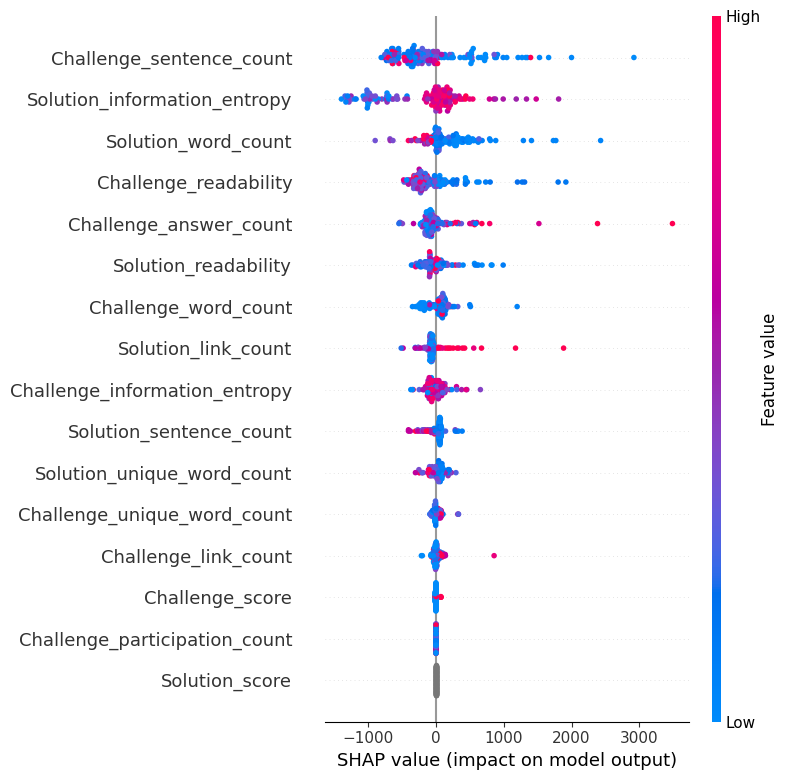 High
Challenge_sentence_count
Solution_information_entropy
Solution_word_count
Challenge_readability
Challenge_answer_count
Solution_readability
Challenge_word_count
Solution_link_count
Challenge_information_entropy
Solution_sentence_count
Solution_unique_word_count
Challenge_unique_word_count
Challenge_link_count
Challenge_score
Challenge_participation_count
Solution_score
Feature value
Low
−1000 0 1000 2000 3000
SHAP value (impact on model output)